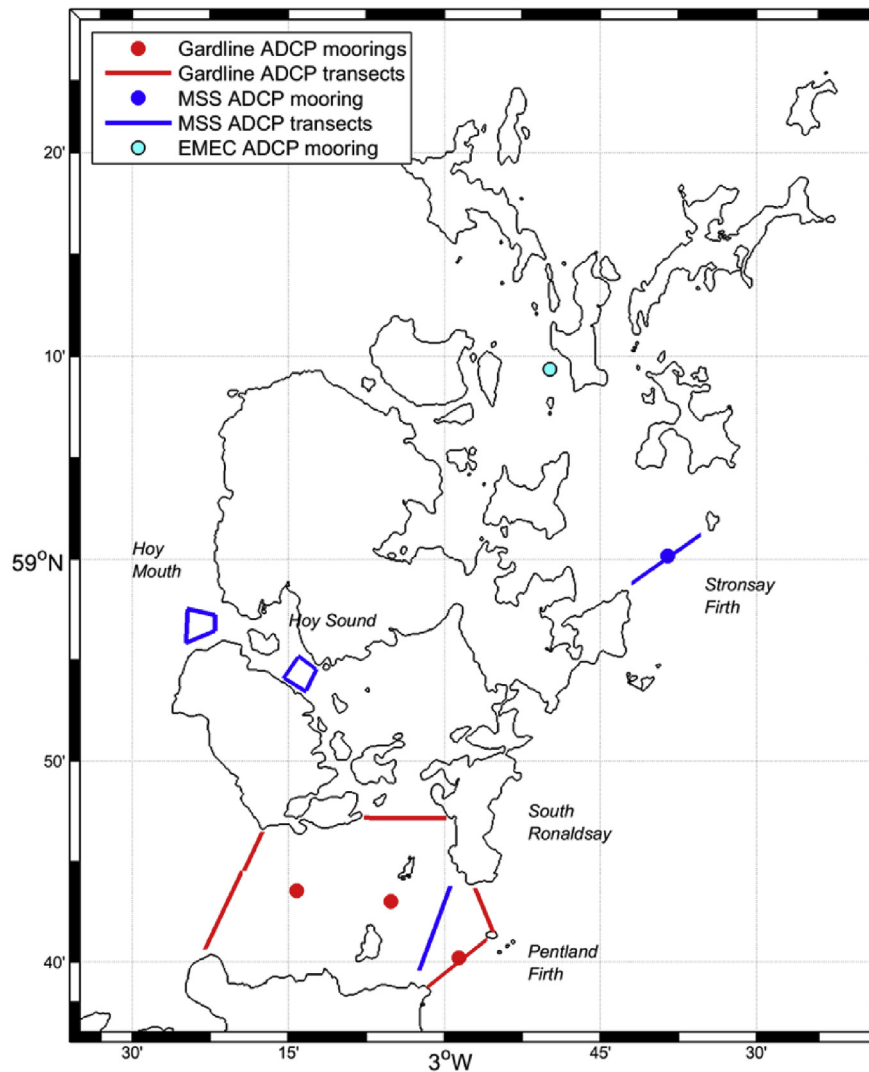 Gardline ADCP moorings
Gardline ADCP transects
MSS ADCP mooring
MSS ADCP transects
EMEC ADCP mooring
20'
10'
59°N
50'
40'
Hoy
Mouth
Hoy Sound
Stronsay
Firth
South
Ronaldsay
Pentland
Firth
30'
15'
3°W
45'
30'